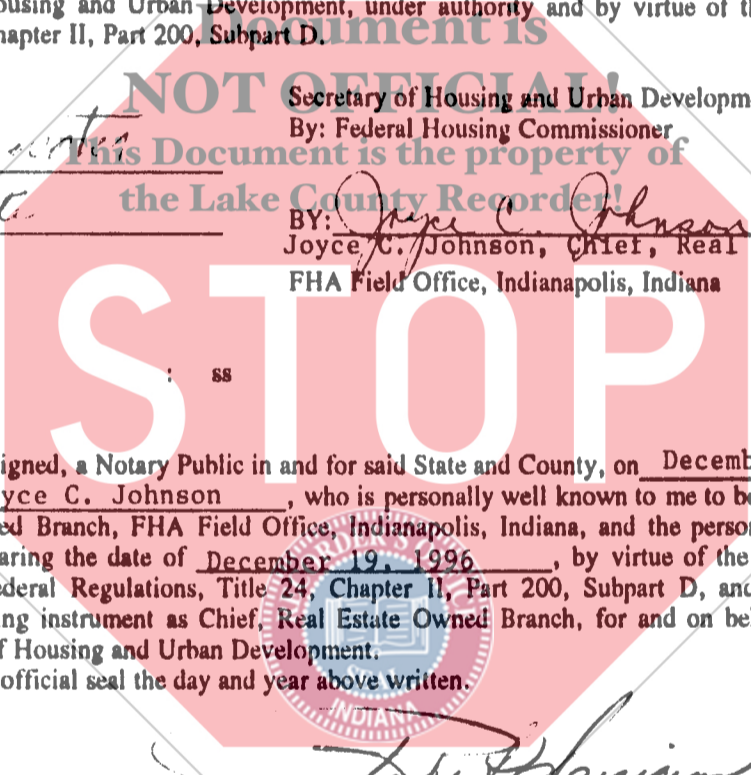 ousing and Urban Development, under authority and by virtue of t
hapter II, Part 200, Subpart D.
Document is
NOT OFFICIAL!
This Document is the property of
the Lake County Recorder!
Secretary of Housing and Urban Developm
By: Federal Housing Commissioner
BY: Joyce C. Johnson
Joyce C. Johnson, Chief, Real
FHA Field Office, Indianapolis, Indiana
STOP
: ss
igned, a Notary Public in and for said State and County, on Decemb
yce C. Johnson, who is personally well known to me to b
ed Branch, FHA Field Office, Indianapolis, Indiana, and the perso
aring the date of December 19, 1996, by virtue of the
ederal Regulations, Title 24, Chapter II, Part 200, Subpart D, and
ng instrument as Chief, Real Estate Owned Branch, for and on be
f Housing and Urban Development.
official seal the day and year above written.
SEAL
INDIANA